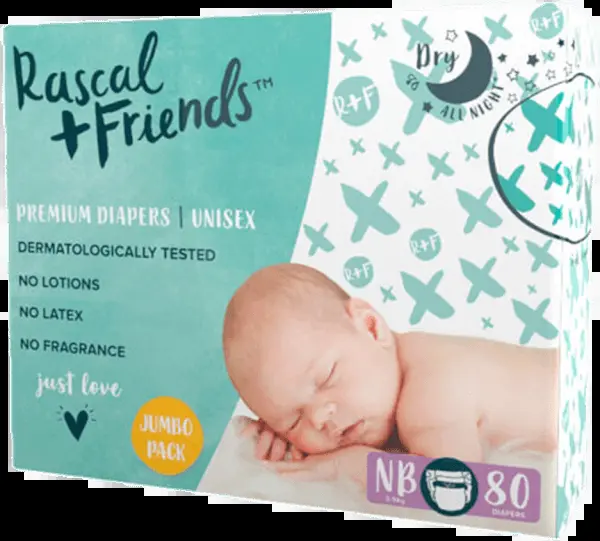 Rascal
+Friends™
PREMIUM DIAPERS | UNISEX
DERMATOLOGICALLY TESTED
NO LOTIONS
NO LATEX
NO FRAGRANCE
just love
JUMBO
PACK
Dry
ALL NIGHT
R+F
R+F
R+F
R+F
NB
80
DIAPERS